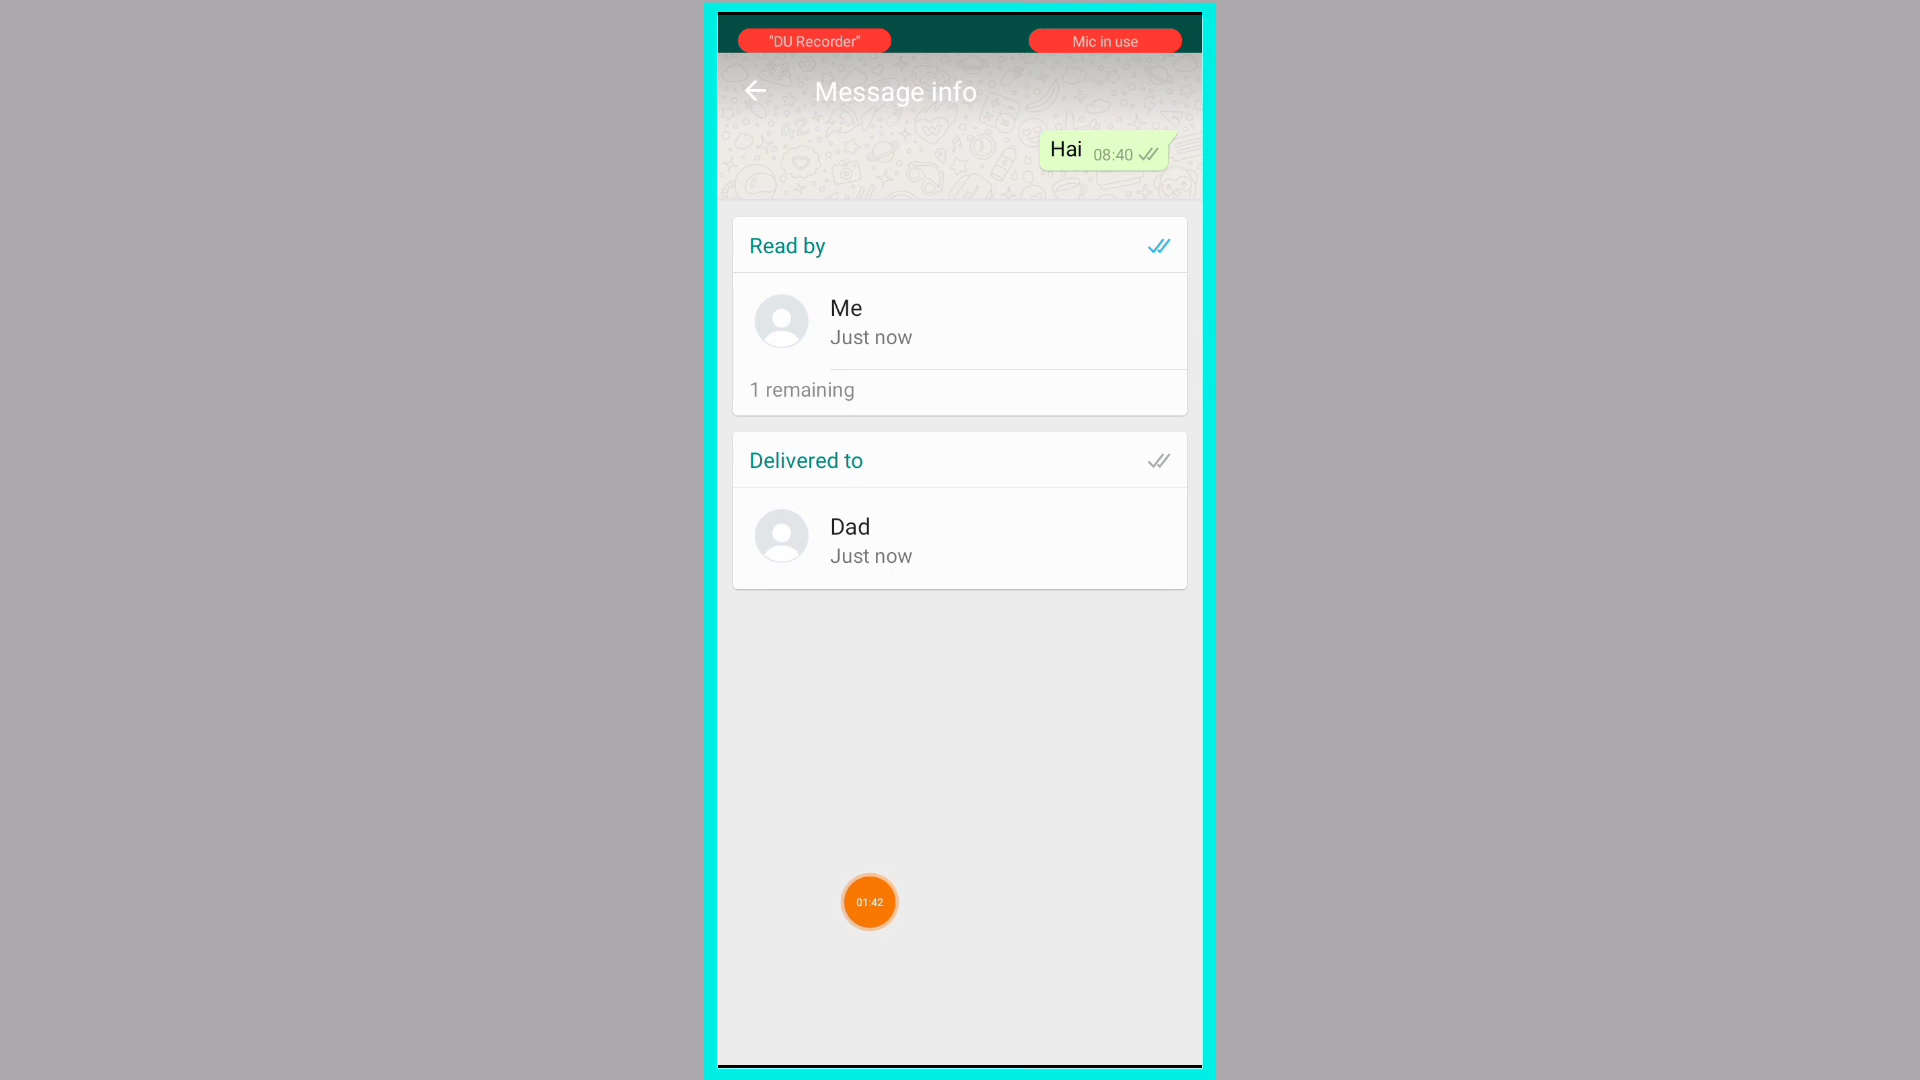 "DU Recorder" Mic in use
Message info
Hai 08:40
Read by
Me
Just now
1 remaining
Delivered to
Dad
Just now
01:42